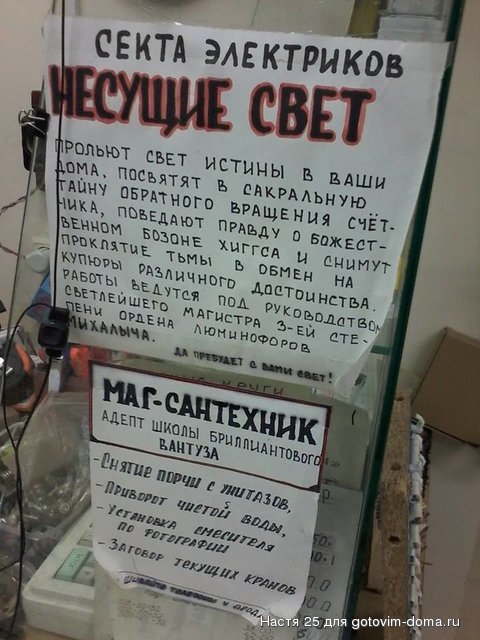 СЕКТА ЭЛЕКТРИКОВ
НЕСУЩИЕ СВЕТ
ПРОЛЬЮТ СВЕТ ИСТИНЫ В ВАШИ
ДОМА, ПОСВЯТЯТ В САКРАЛЬНУЮ
ТАЙНУ ОБРАТНОГО ВРАЩЕНИЯ СЧЁТ-
ЧИКА, ПОВЕДАЮТ ПРАВДУ О БОЖЕСТ-
ВЕННОМ БОЗОНЕ ХИГГСА И СНИМУТ
ПРОКЛЯТИЕ ТЬМЫ В ОБМЕН НА
КУПЮРЫ РАЗЛИЧНОГО ДОСТОИНСТВА.
РАБОТЫ ВЕДУТСЯ ПОД РУКОВОДСТВОМ
СВЕТЛЕЙШЕГО МАГИСТРА 3-ЕЙ СТЕ-
ПЕНИ ОРДЕНА ЛЮМИНОФОРОВ
МИХАЛЫЧА.
ДА ПРЕБУДЕТ С ВАМИ СВЕТ!
КРУГИ
МАГ-САНТЕХНИК
АДЕПТ ШКОЛЫ БРИЛЛИАНТОВОГО
ВАНТУЗА
-СНЯТИЕ ПОРЧИ С УНИТАЗОВ,
-ПРИВОРОТ ЧИСТОЙ ВОДЫ,
-УСТАНОВКА СМЕСИТЕЛЯ
ПО ФОТОГРАФИИ
-ЗАГОВОР ТЕКУЩИХ КРАНОВ
ТЕЛЕФОНЫ У
Настя 25 для gotovim-doma.ru